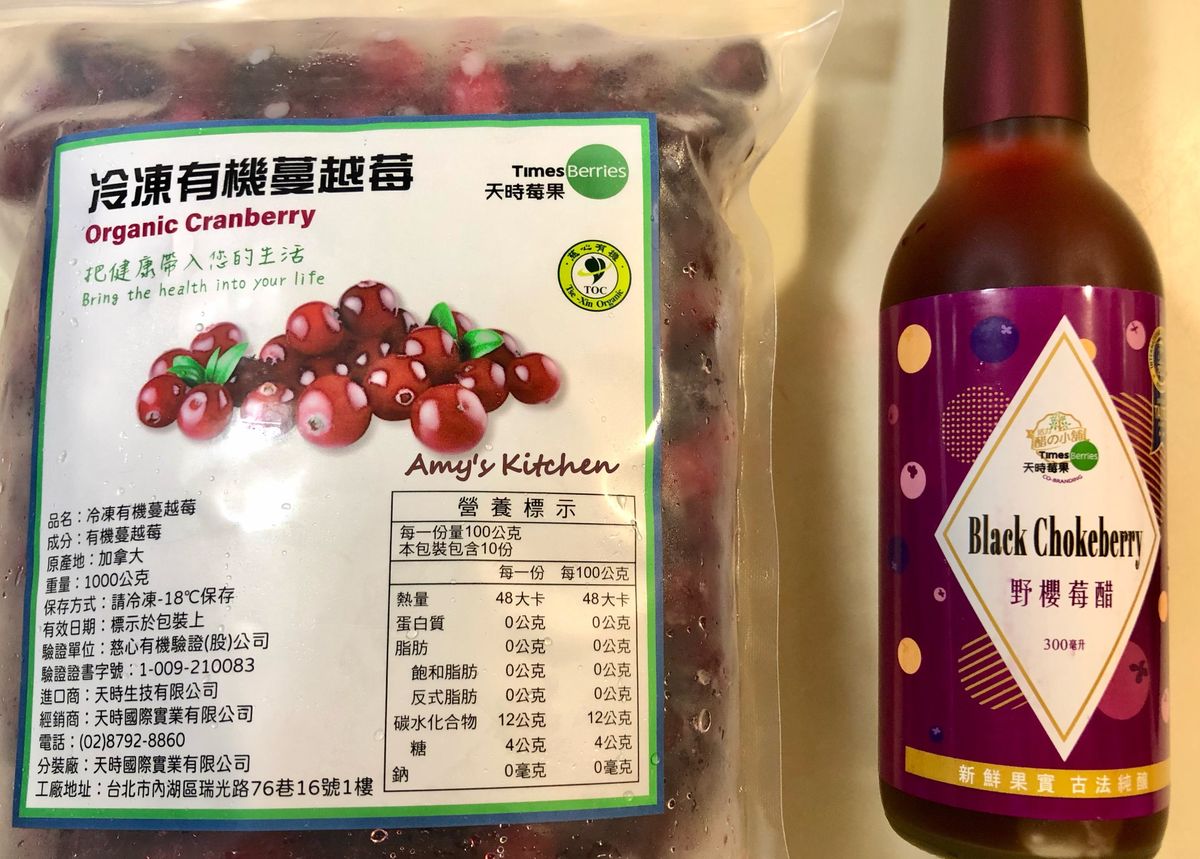 冷凍有機蔓越莓
Organic Cranberry
把健康帶入您的生活
Bring the health into your life
Times Berries
天時莓果
慈心有機
TOC
Tse-Xin Organic
Amy's Kitchen
品名：冷凍有機蔓越莓
成分：有機蔓越莓
原產地：加拿大
重量：1000公克
保存方式：請冷凍-18℃保存
有效日期：標示於包裝上
驗證單位：慈心有機驗證(股)公司
驗證證書字號：1-009-210083
進口商：天時生技有限公司
經銷商：天時國際實業有限公司
電話：(02)8792-8860
分裝廠：天時國際實業有限公司
工廠地址：台北市內湖區瑞光路76巷16號1樓
營養標示
每一份量100公克
本包裝包含10份
每一份 每100公克
熱量 48大卡 48大卡
蛋白質 0公克 0公克
脂肪 0公克 0公克
飽和脂肪 0公克 0公克
反式脂肪 0公克 0公克
碳水化合物 12公克 12公克
糖 4公克 4公克
鈉 0毫克 0毫克
醋の小舖
Times Berries
天時莓果
CO-BRANDING
Black Chokeberry
野櫻莓醋
300毫升
新鮮果實 古法純釀